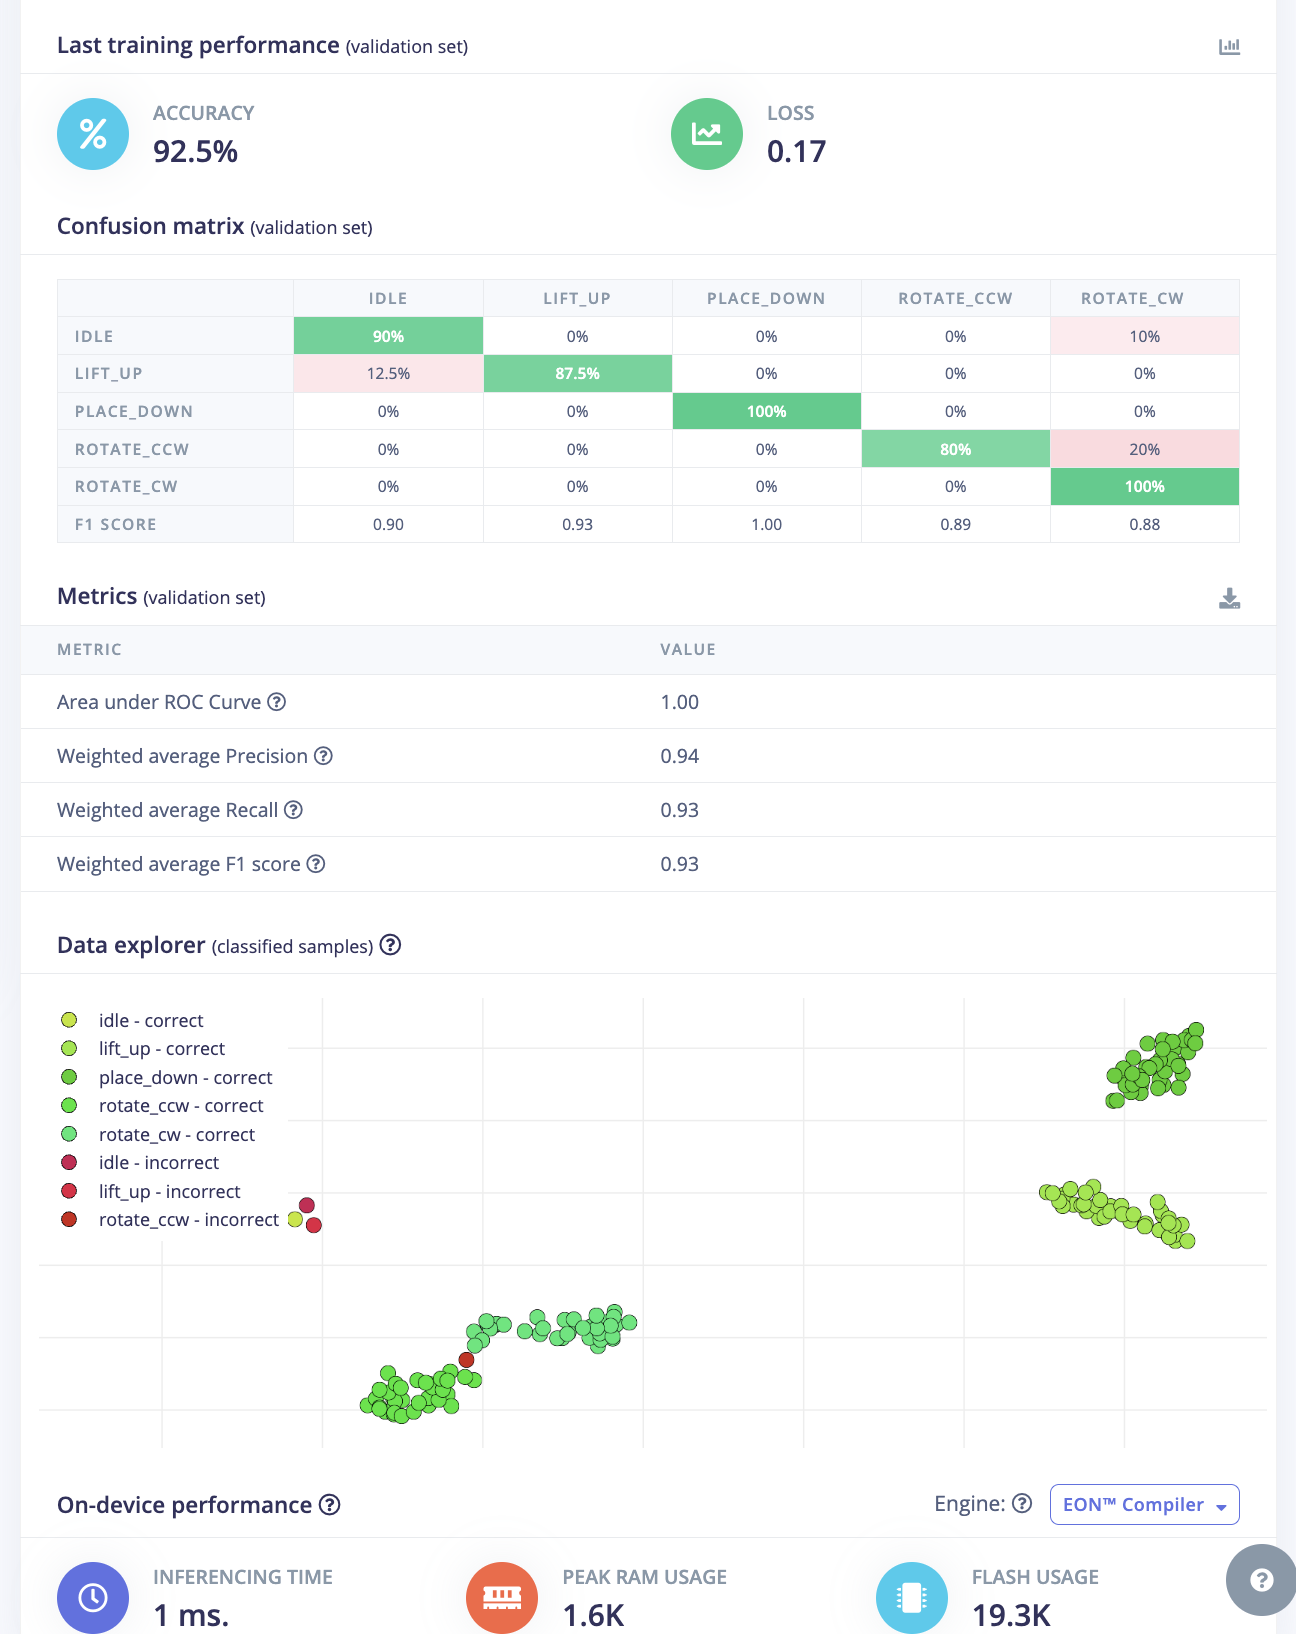 Last training performance (validation set)
ACCURACY
92.5%
LOSS
0.17
Confusion matrix (validation set)
IDLE LIFT_UP PLACE_DOWN ROTATE_CCW ROTATE_CW
IDLE 90% 0% 0% 0% 10%
LIFT_UP 12.5% 87.5% 0% 0% 0%
PLACE_DOWN 0% 0% 100% 0% 0%
ROTATE_CCW 0% 0% 0% 80% 20%
ROTATE_CW 0% 0% 0% 0% 100%
F1 SCORE 0.90 0.93 1.00 0.89 0.88
Metrics (validation set)
METRIC VALUE
Area under ROC Curve ? 1.00
Weighted average Precision ? 0.94
Weighted average Recall ? 0.93
Weighted average F1 score ? 0.93
Data explorer (classified samples) ?
idle - correct
lift_up - correct
place_down - correct
rotate_ccw - correct
rotate_cw - correct
idle - incorrect
lift_up - incorrect
rotate_ccw - incorrect
On-device performance ?
Engine: ? EON™ Compiler
INFERENCING TIME
1 ms.
PEAK RAM USAGE
1.6K
FLASH USAGE
19.3K
?